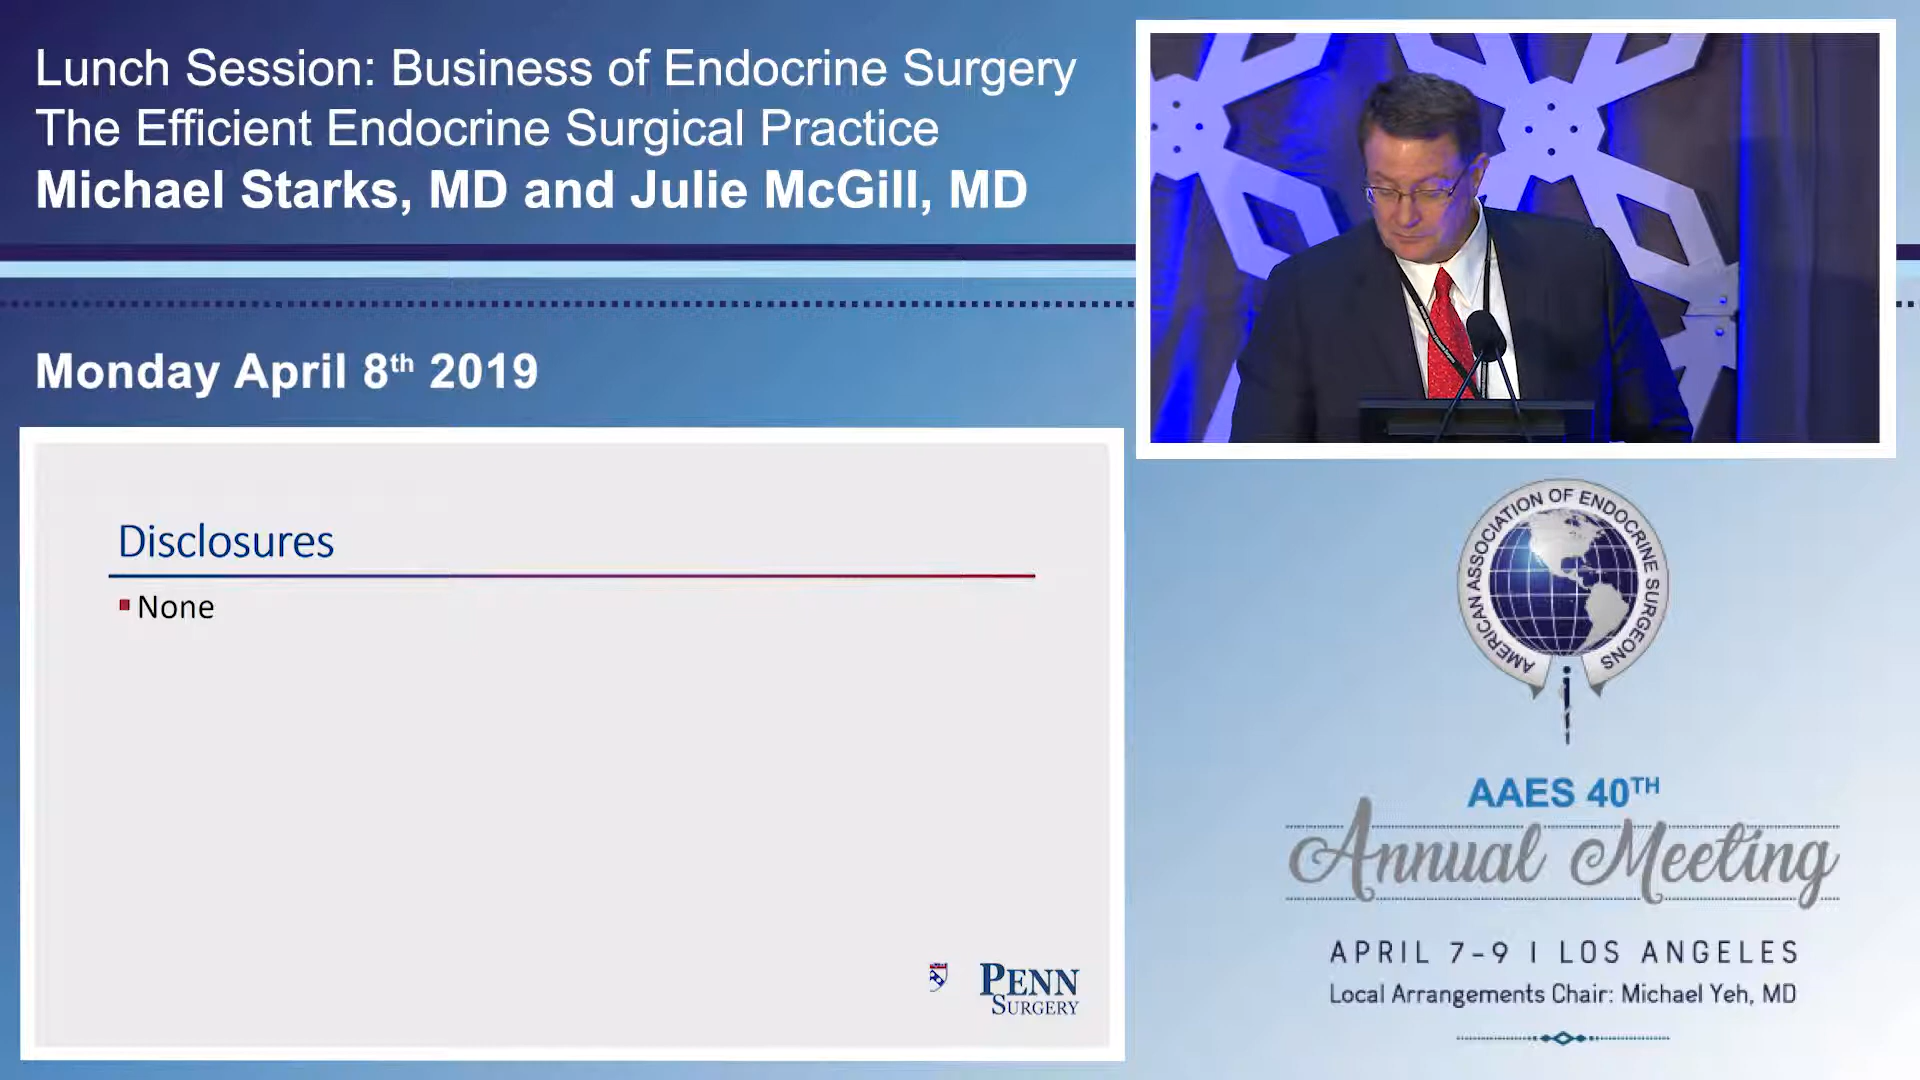 Lunch Session: Business of Endocrine Surgery
The Efficient Endocrine Surgical Practice
Michael Starks, MD and Julie McGill, MD
Monday April 8th 2019
Disclosures
None
PENN
SURGERY
AMERICAN ASSOCIATION OF ENDOCRINE SURGEONS
AAES 40TH
Annual Meeting
APRIL 7-9 | LOS ANGELES
Local Arrangements Chair: Michael Yeh, MD